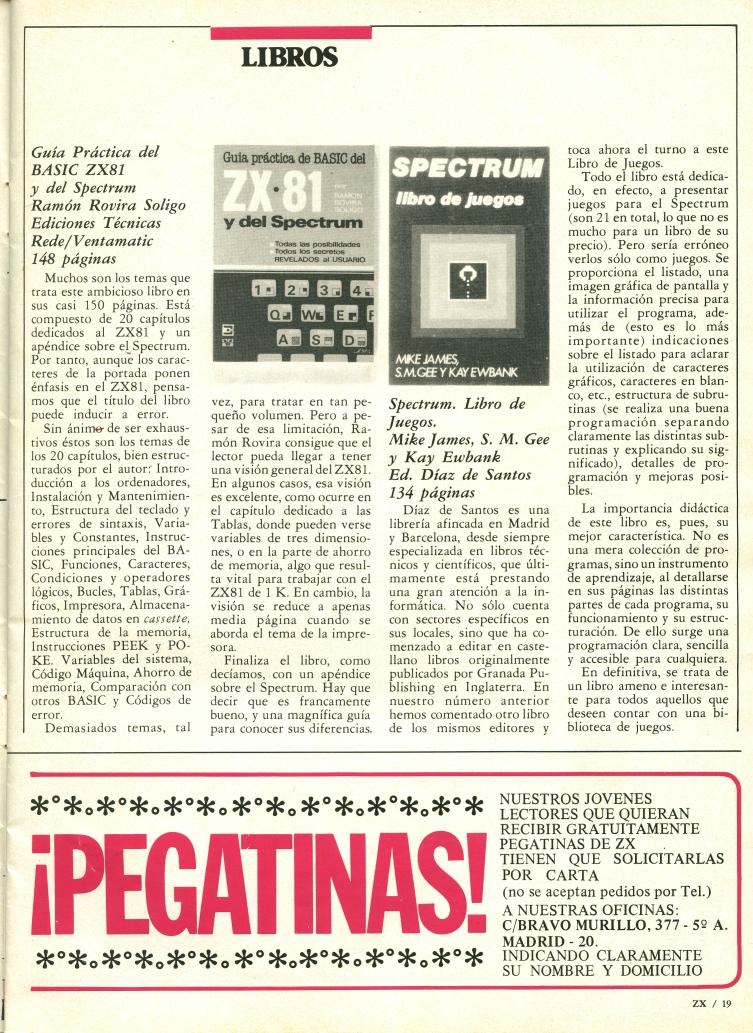 LIBROS
Guía Práctica del
BASIC ZX81
y del Spectrum
Ramón Rovira Soligo
Ediciones Técnicas
Rede/Ventamatic
148 páginas
Muchos son los temas que
trata este ambicioso libro en
sus casi 150 páginas. Está
compuesto de 20 capítulos
dedicados al ZX81 y un
apéndice sobre el Spectrum.
Por tanto, aunque los carac-
teres de la portada ponen
énfasis en el ZX81, pensa-
mos que el título del libro
puede inducir a error.
Sin ánimo de ser exhaus-
tivos éstos son los temas de
los 20 capítulos, bien estruc-
turados por el autor: Intro-
ducción a los ordenadores,
Instalación y Mantenimien-
to, Estructura del teclado y
errores de sintaxis, Varia-
bles y Constantes, Instruc-
ciones principales del BA-
SIC, Funciones, Caracteres,
Condiciones y operadores
lógicos, Bucles, Tablas, Grá-
ficos, Impresora, Almacena-
miento de datos en cassette,
Estructura de la memoria,
Instrucciones PEEK y PO-
KE. Variables del sistema,
Código Máquina, Ahorro de
memoria, Comparación con
otros BASIC y Códigos de
error.
Demasiados temas, tal
Guía práctica de BASIC del
ZX·81
por
RAMON
ROVIRA
SOLIGO
y del Spectrum
Todas las posibilidades
Todos los secretos
REVELADOS al USUARIO
1 2 3 4
Q W E R
A S D
vez, para tratar en tan pe-
queño volumen. Pero a pe-
sar de esa limitación, Ra-
món Rovira consigue que el
lector pueda llegar a tener
una visión general del ZX81.
En algunos casos, esa visión
es excelente, como ocurre en
el capítulo dedicado a las
Tablas, donde pueden verse
variables de tres dimensio-
nes, o en la parte de ahorro
de memoria, algo que resul-
ta vital para trabajar con el
ZX81 de 1 K. En cambio, la
visión se reduce a apenas
media página cuando se
aborda el tema de la impre-
sora.
Finaliza el libro, como
decíamos, con un apéndice
sobre el Spectrum. Hay que
decir que es francamente
bueno, y una magnífica guía
para conocer sus diferencias.
SPECTRUM
libro de juegos
MIKE JAMES,
S.M.GEE Y KAY EWBANK
Spectrum. Libro de
Juegos.
Mike James, S. M. Gee
y Kay Ewbank
Ed. Díaz de Santos
134 páginas
Díaz de Santos es una
librería afincada en Madrid
y Barcelona, desde siempre
especializada en libros téc-
nicos y científicos, que últi-
mamente está prestando
una gran atención a la in-
formática. No sólo cuenta
con sectores específicos en
sus locales, sino que ha co-
menzado a editar en caste-
llano libros originalmente
publicados por Granada Pu-
blishing en Inglaterra. En
nuestro número anterior
hemos comentado otro libro
de los mismos editores y
toca ahora el turno a este
Libro de Juegos.
Todo el libro está dedica-
do, en efecto, a presentar
juegos para el Spectrum
(son 21 en total, lo que no es
mucho para un libro de su
precio). Pero sería erróneo
verlos sólo como juegos. Se
proporciona el listado, una
imagen gráfica de pantalla y
la información precisa para
utilizar el programa, ade-
más de (esto es lo más
importante) indicaciones
sobre el listado para aclarar
la utilización de caracteres
gráficos, caracteres en blan-
co, etc., estructura de subru-
tinas (se realiza una buena
programación separando
claramente las distintas sub-
rutinas y explicando su sig-
nificado), detalles de pro-
gramación y mejoras posi-
bles.
La importancia didáctica
de este libro es, pues, su
mejor característica. No es
una mera colección de pro-
gramas, sino un instrumento
de aprendizaje, al detallarse
en sus páginas las distintas
partes de cada programa, su
funcionamiento y su estruc-
turación. De ello surge una
programación clara, sencilla
y accesible para cualquiera.
En definitiva, se trata de
un libro ameno e interesan-
te para todos aquellos que
deseen contar con una bi-
blioteca de juegos.
¡PEGATINAS!
NUESTROS JOVENES
LECTORES QUE QUIERAN
RECIBIR GRATUITAMENTE
PEGATINAS DE ZX
TIENEN QUE SOLICITARLAS
POR CARTA
(no se aceptan pedidos por Tel.)
A NUESTRAS OFICINAS:
C/BRAVO MURILLO, 377 - 5º A.
MADRID - 20.
INDICANDO CLARAMENTE
SU NOMBRE Y DOMICILIO
ZX / 19